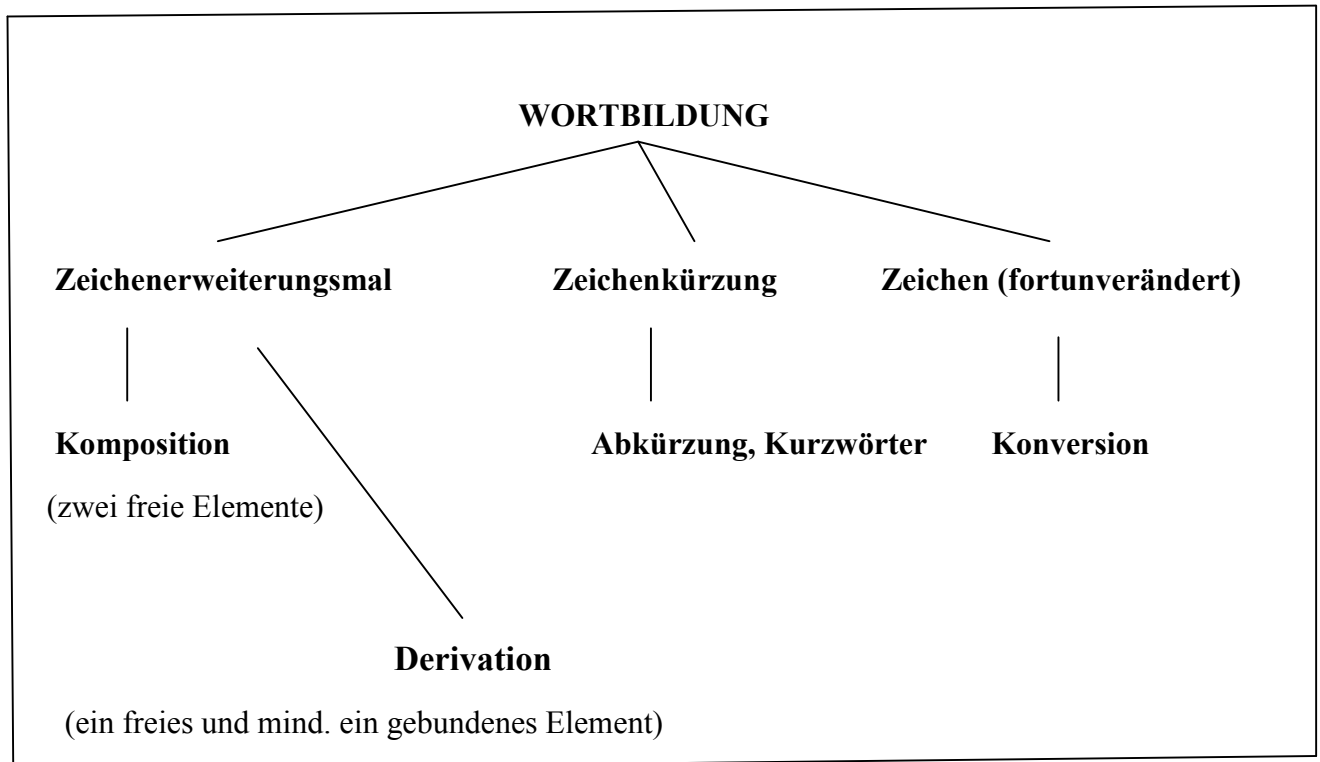 WORTBILDUNG
Zeichenerweiterungsmal Zeichenkürzung Zeichen (fortunverändert)
Komposition Abkürzung, Kurzwörter Konversion
(zwei freie Elemente)
Derivation
(ein freies und mind. ein gebundenes Element)